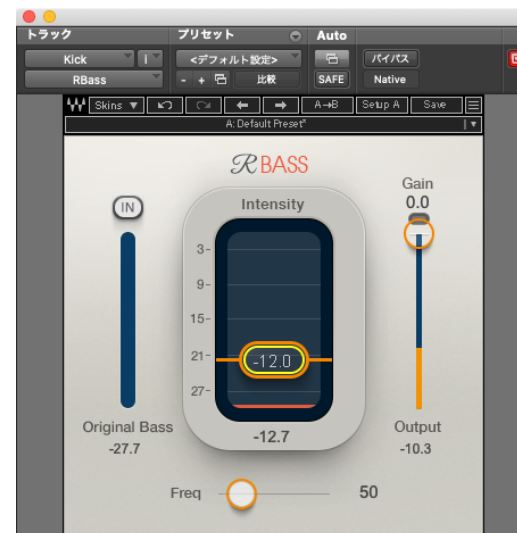 トラック プリセット Auto
Kick <デフォルト設定> バイパス
RBass - + 比較 SAFE Native
Skins ▼ A→B Setup A Save
A: Default Preset*
R BASS
Intensity
Gain
0.0
IN
3-
9-
15-
21-
-12.0
27-
Original Bass
-27.7
-12.7
Output
-10.3
Freq 50